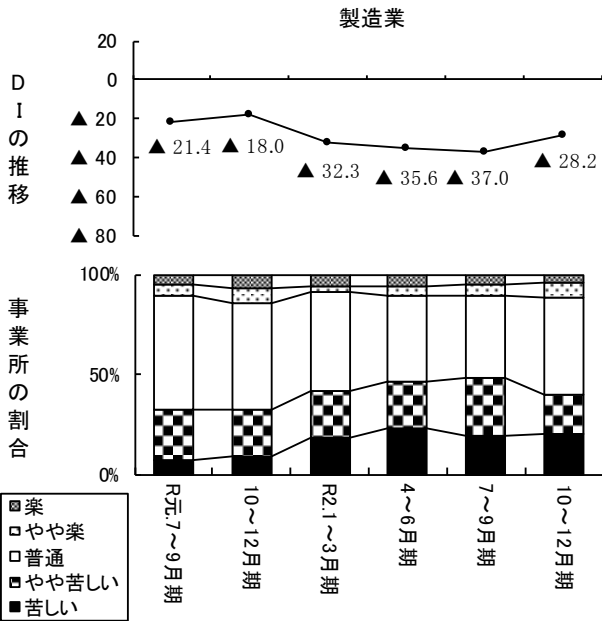 製造業
DIの推移
20
0
▲ 20
▲ 40
▲ 60
▲ 80
▲ 21.4
▲ 18.0
▲ 32.3
▲ 35.6
▲ 37.0
▲ 28.2
事業所の割合
100%
50%
0%
R元.7～9月期
10～12月期
R2.1～3月期
4～6月期
7～9月期
10～12月期
楽
やや楽
普通
やや苦しい
苦しい